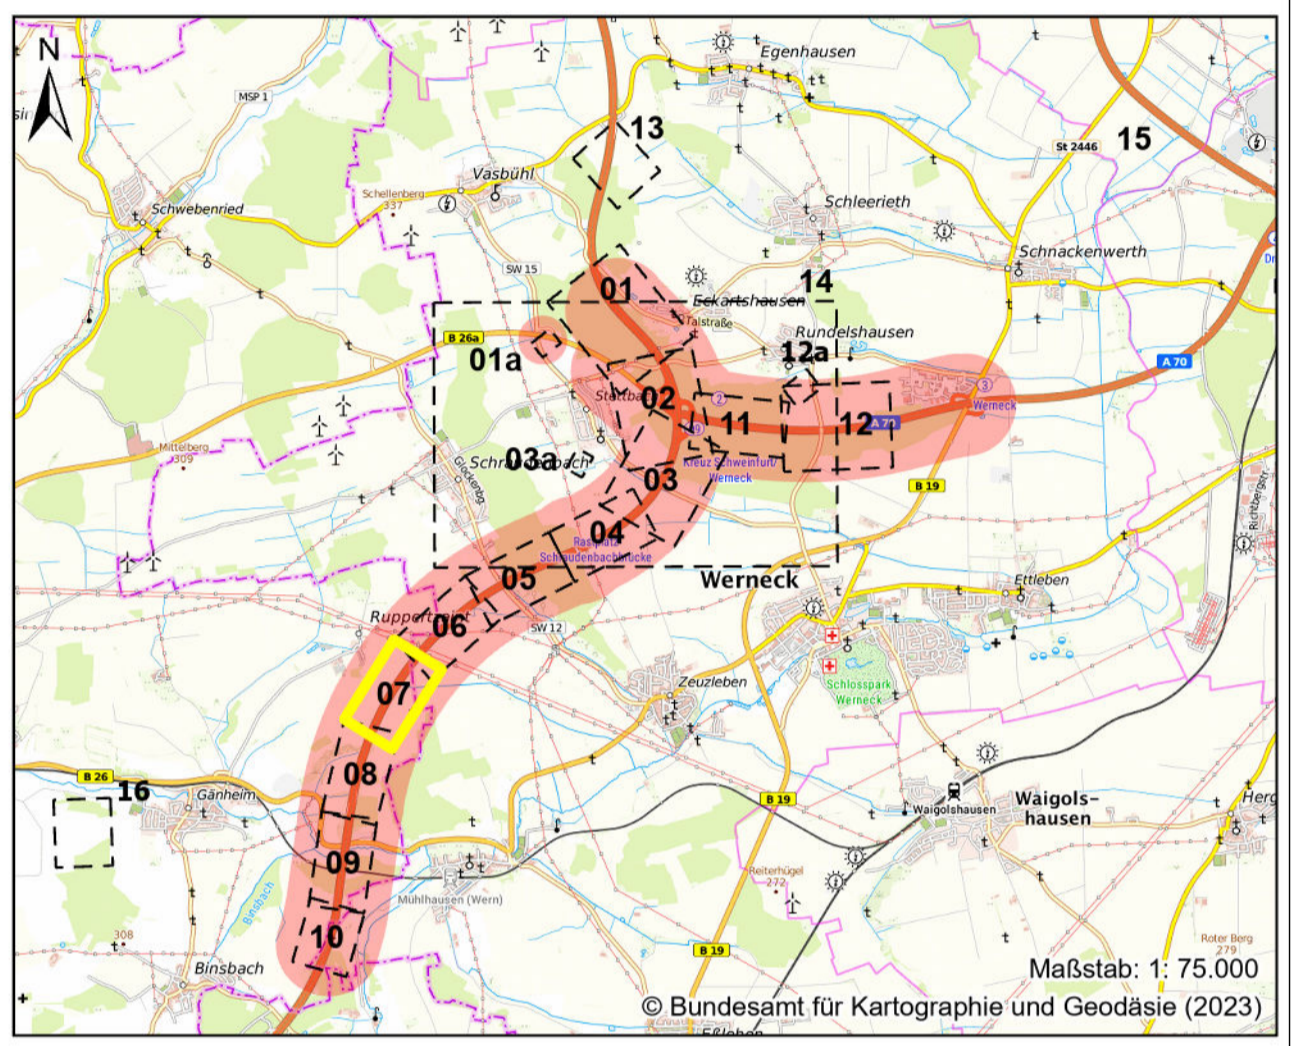 N
Egenhausen
MSP 1
13
15
St 2446
Vasbühl
Schellenberg
337
Schleerieth
Schwebenried
Schnackenwerth
SW 15
01
14
Eckartshausen
Talstraße
Rundelshausen
B 26a
01a
12a
A 70
02
2
3
Werneck
11
12
A 70
Mittelberg
309
03a
03
Kreuz Schweinfurt/
Werneck
B 19
04
Schraudenbachbrücke
05
Werneck
Ettleben
06
SW 12
07
Zeuzleben
Schlosspark
Werneck
08
B 26
16
Gänheim
B 19
Waigolshausen
Waigols-
hausen
Herg
09
Reiterhügel
272
Binsbach
Mühlhausen (Wern)
10
308
B 19
Roter Berg
279
Binsbach
Maßstab: 1: 75.000
© Bundesamt für Kartographie und Geodäsie (2023)